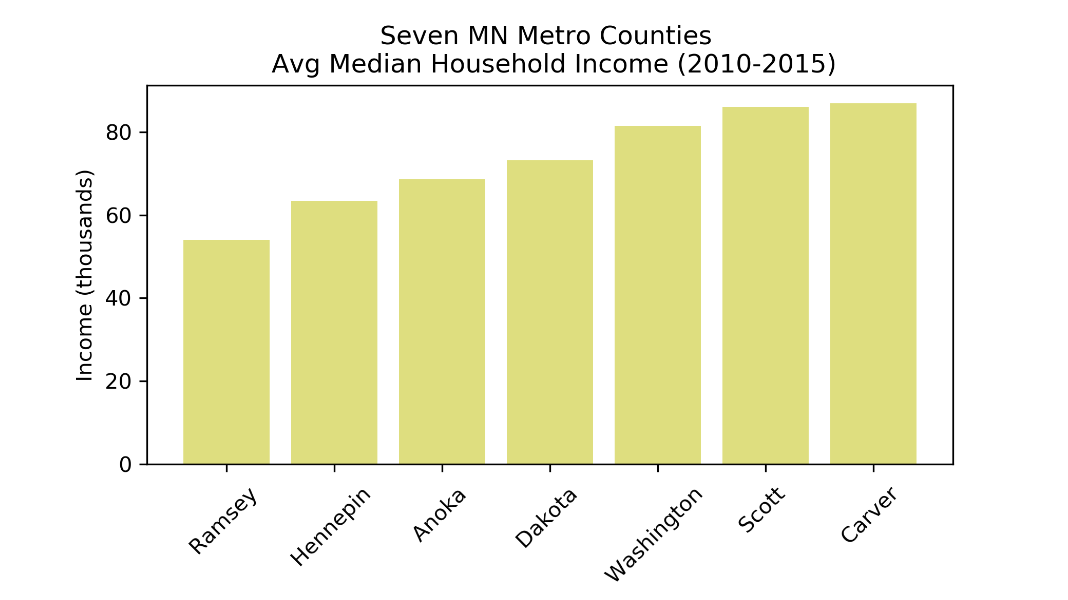 Seven MN Metro Counties
Avg Median Household Income (2010-2015)
Income (thousands)
80
60
40
20
0
Ramsey
Hennepin
Anoka
Dakota
Washington
Scott
Carver